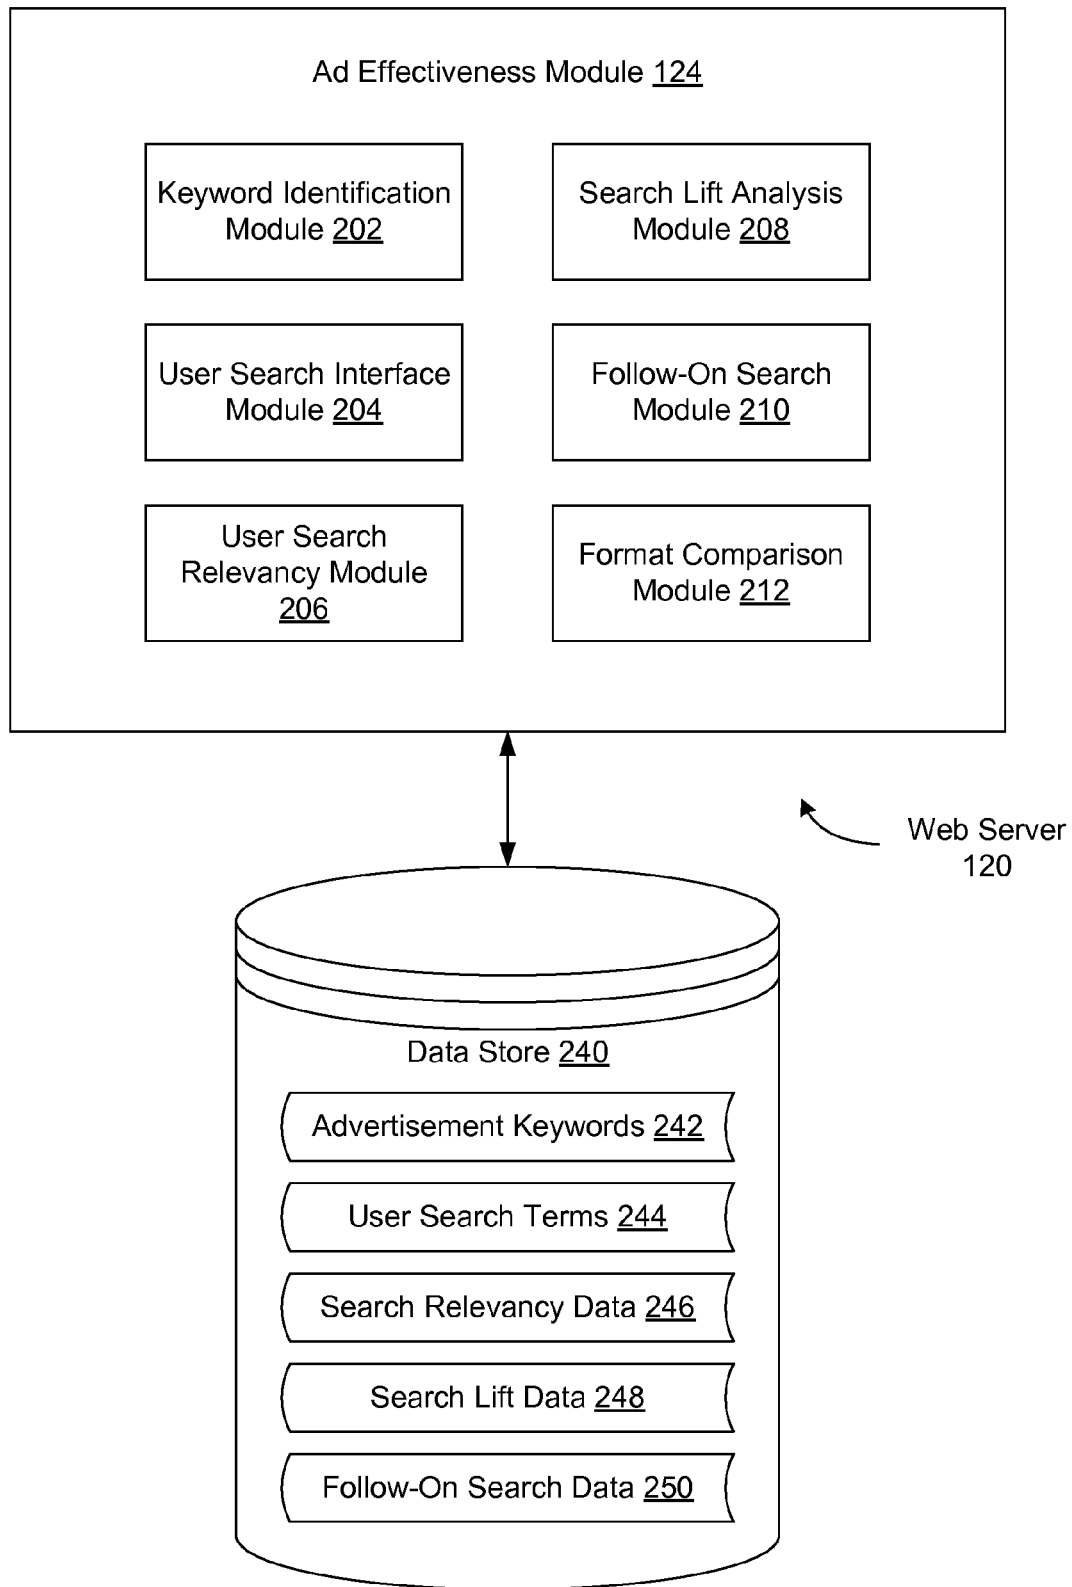 Ad Effectiveness Module 124
Keyword Identification
Module 202
Search Lift Analysis
Module 208
User Search Interface
Module 204
Follow-On Search
Module 210
User Search
Relevancy Module
206
Format Comparison
Module 212
Web Server
120
Data Store 240
Advertisement Keywords 242
User Search Terms 244
Search Relevancy Data 246
Search Lift Data 248
Follow-On Search Data 250